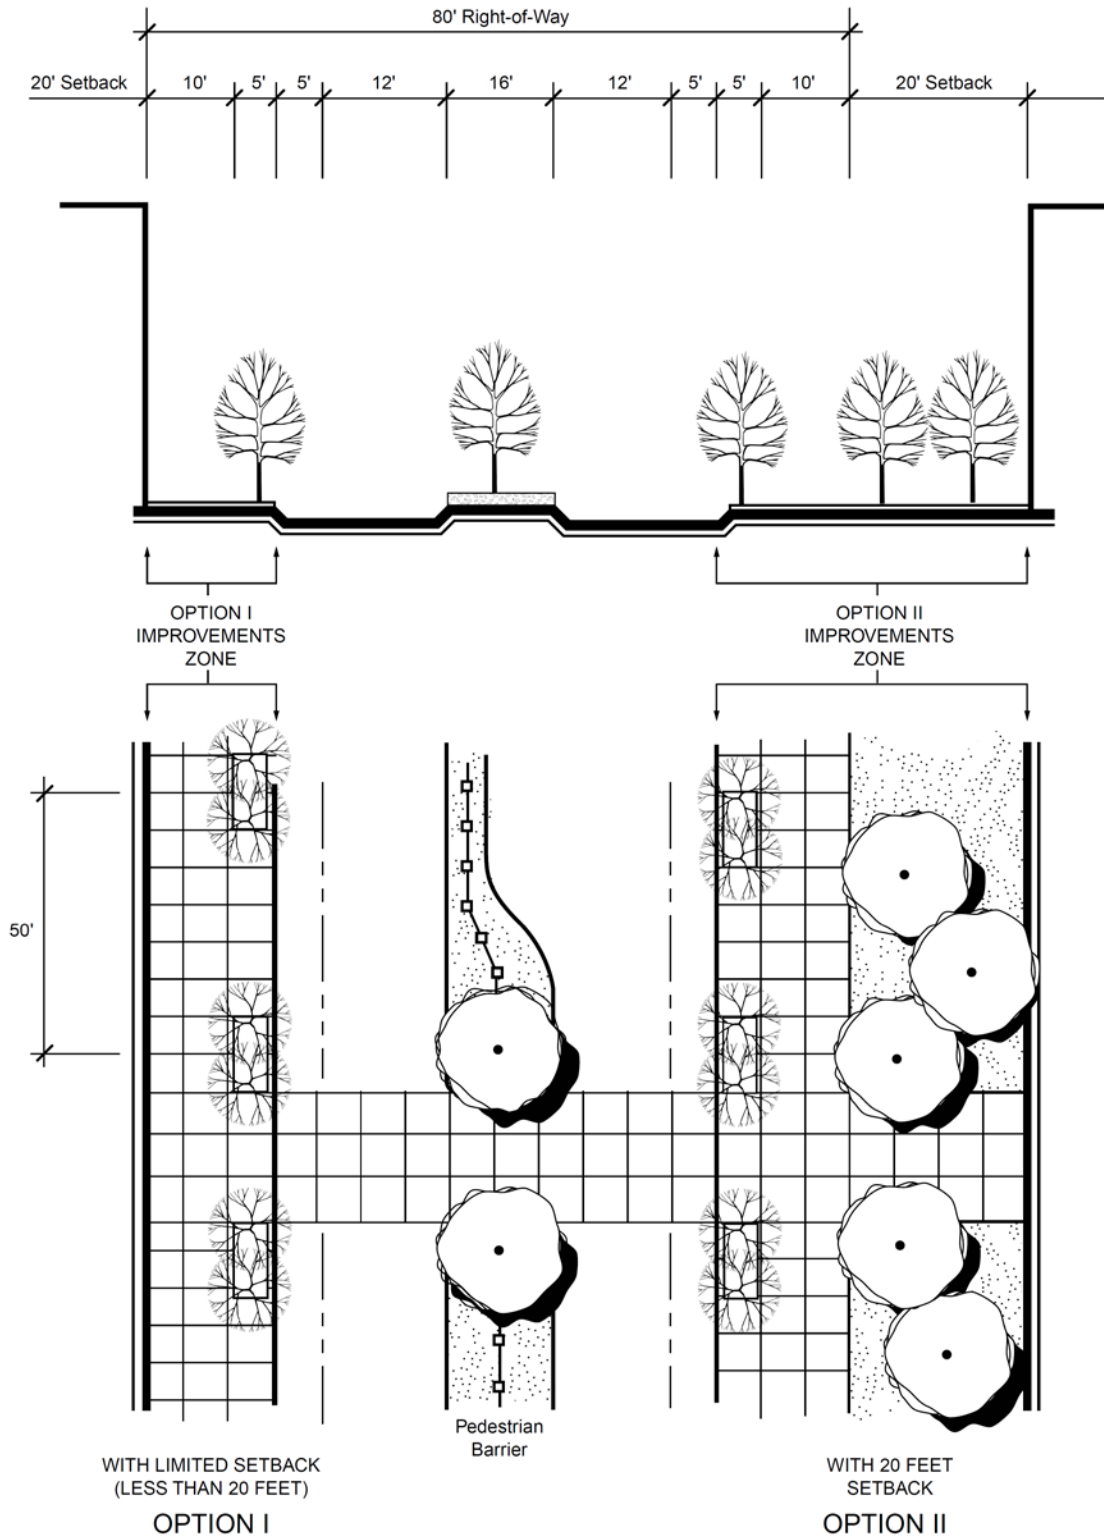 80' Right-of-Way
20' Setback 10' 5' 5' 12' 16' 12' 5' 5' 10' 20' Setback
OPTION I
IMPROVEMENTS
ZONE
OPTION II
IMPROVEMENTS
ZONE
50'
Pedestrian
Barrier
WITH LIMITED SETBACK
(LESS THAN 20 FEET)
OPTION I
WITH 20 FEET
SETBACK
OPTION II